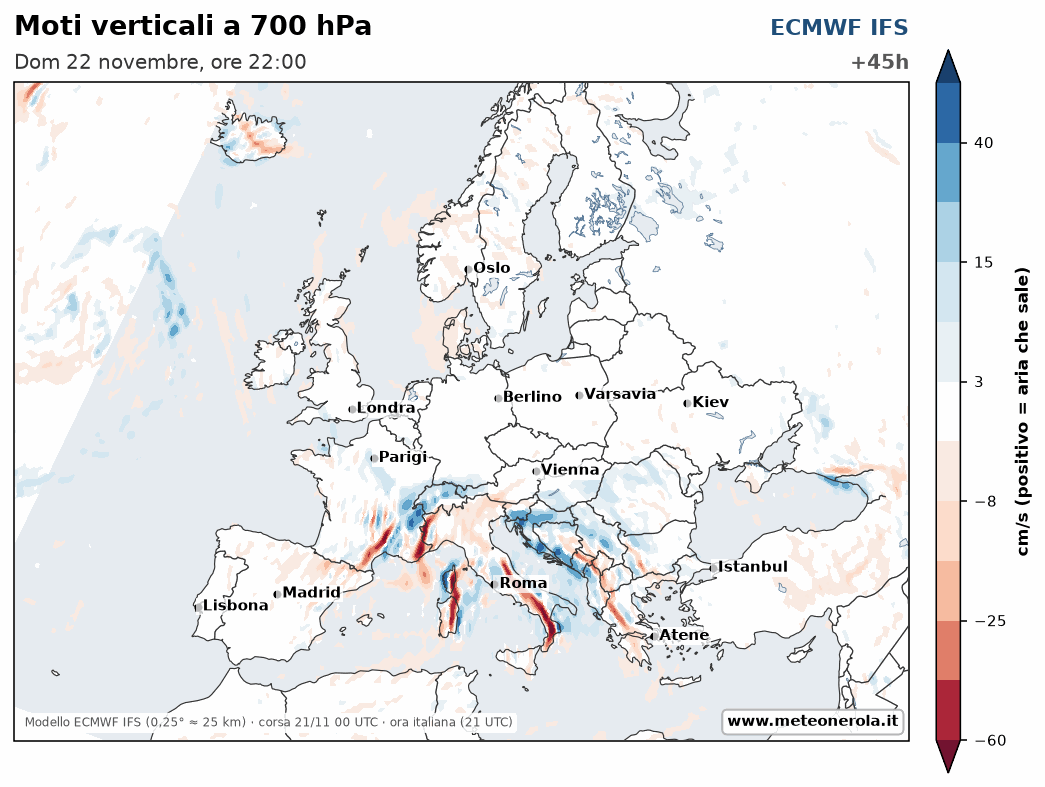 Moti verticali a 700 hPa
ECMWF IFS
Dom 22 novembre, ore 22:00
+45h
40
15
3
−8
−25
−60
cm/s (positivo = aria che sale)
Oslo
Berlino
Varsavia
Kiev
Londra
Parigi
Vienna
Istanbul
Roma
Madrid
Lisbona
Atene
Modello ECMWF IFS (0,25° ≈ 25 km) · corsa 21/11 00 UTC · ora italiana (21 UTC)
www.meteonerola.it